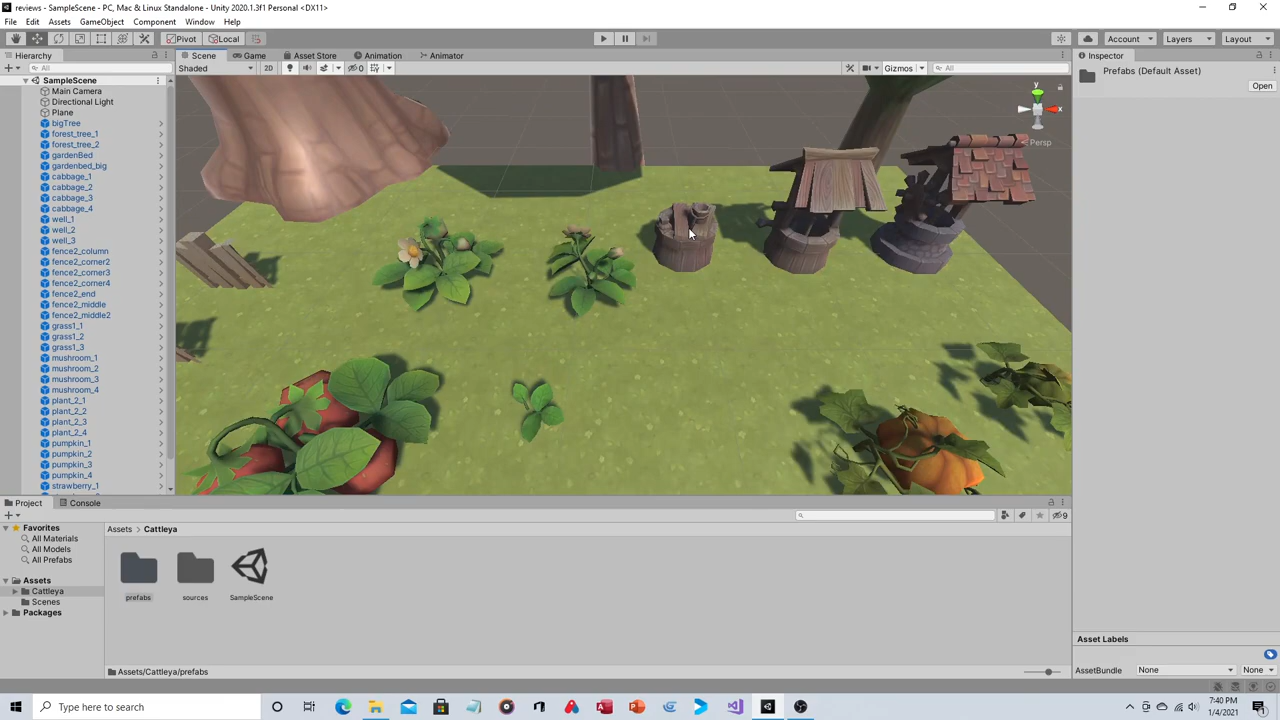 reviews - SampleScene - PC, Mac & Linux Standalone - Unity 2020.1.3f1 Personal <DX11>
File Edit Assets GameObject Component Window Help
Pivot Local Account Layers Layout
Hierarchy Scene Game Asset Store Animation Animator Inspector
All Shaded 2D 0 Gizmos All
SampleScene
Main Camera
Directional Light
Plane
bigTree
forest_tree_1
forest_tree_2
gardenBed
gardenbed_big
cabbage_1
cabbage_2
cabbage_3
cabbage_4
well_1
well_2
well_3
fence2_column
fence2_corner2
fence2_corner3
fence2_corner4
fence2_end
fence2_middle
fence2_middle2
grass1_1
grass1_2
grass1_3
mushroom_1
mushroom_2
mushroom_3
mushroom_4
plant_2_1
plant_2_2
plant_2_3
plant_2_4
pumpkin_1
pumpkin_2
pumpkin_3
pumpkin_4
strawberry_1
y
x
Persp
Prefabs (Default Asset)
Open
Project Console
9
Favorites
All Materials
All Models
All Prefabs
Assets
Cattleya
Scenes
Packages
Assets Cattleya
prefabs sources SampleScene
Assets/Cattleya/prefabs
Asset Labels
AssetBundle None None
Type here to search
7:40 PM
1/4/2021